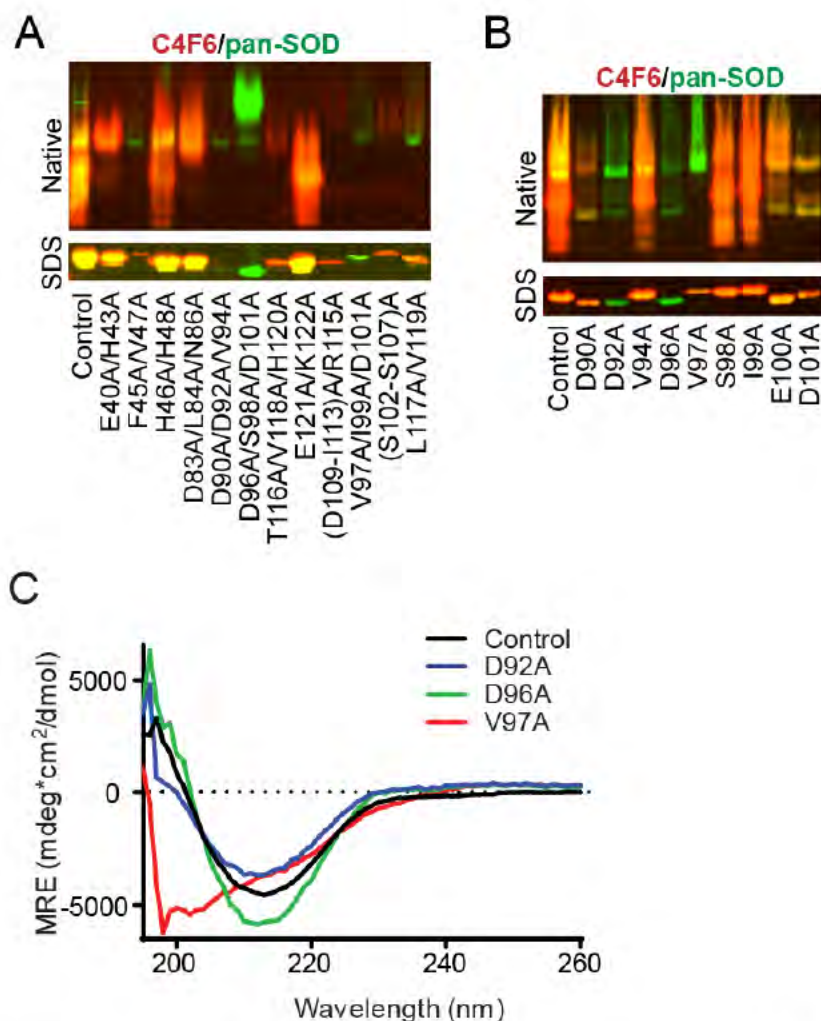 A
C4F6/pan-SOD
Native
SDS
Control
E40A/H43A
F45A/V47A
H46A/H48A
D83A/L84A/N86A
D90A/D92A/V94A
D96A/S98A/D101A
T116A/V118A/H120A
E121A/K122A
(D109-I113)A/R115A
V97A/I99A/D101A
(S102-S107)A
L117A/V119A
B
C4F6/pan-SOD
Native
SDS
Control
D90A
D92A
V94A
D96A
V97A
S98A
I99A
E100A
D101A
C
Control
D92A
D96A
V97A
MRE (mdeg*cm²/dmol)
5000
0
-5000
200
220
240
260
Wavelength (nm)